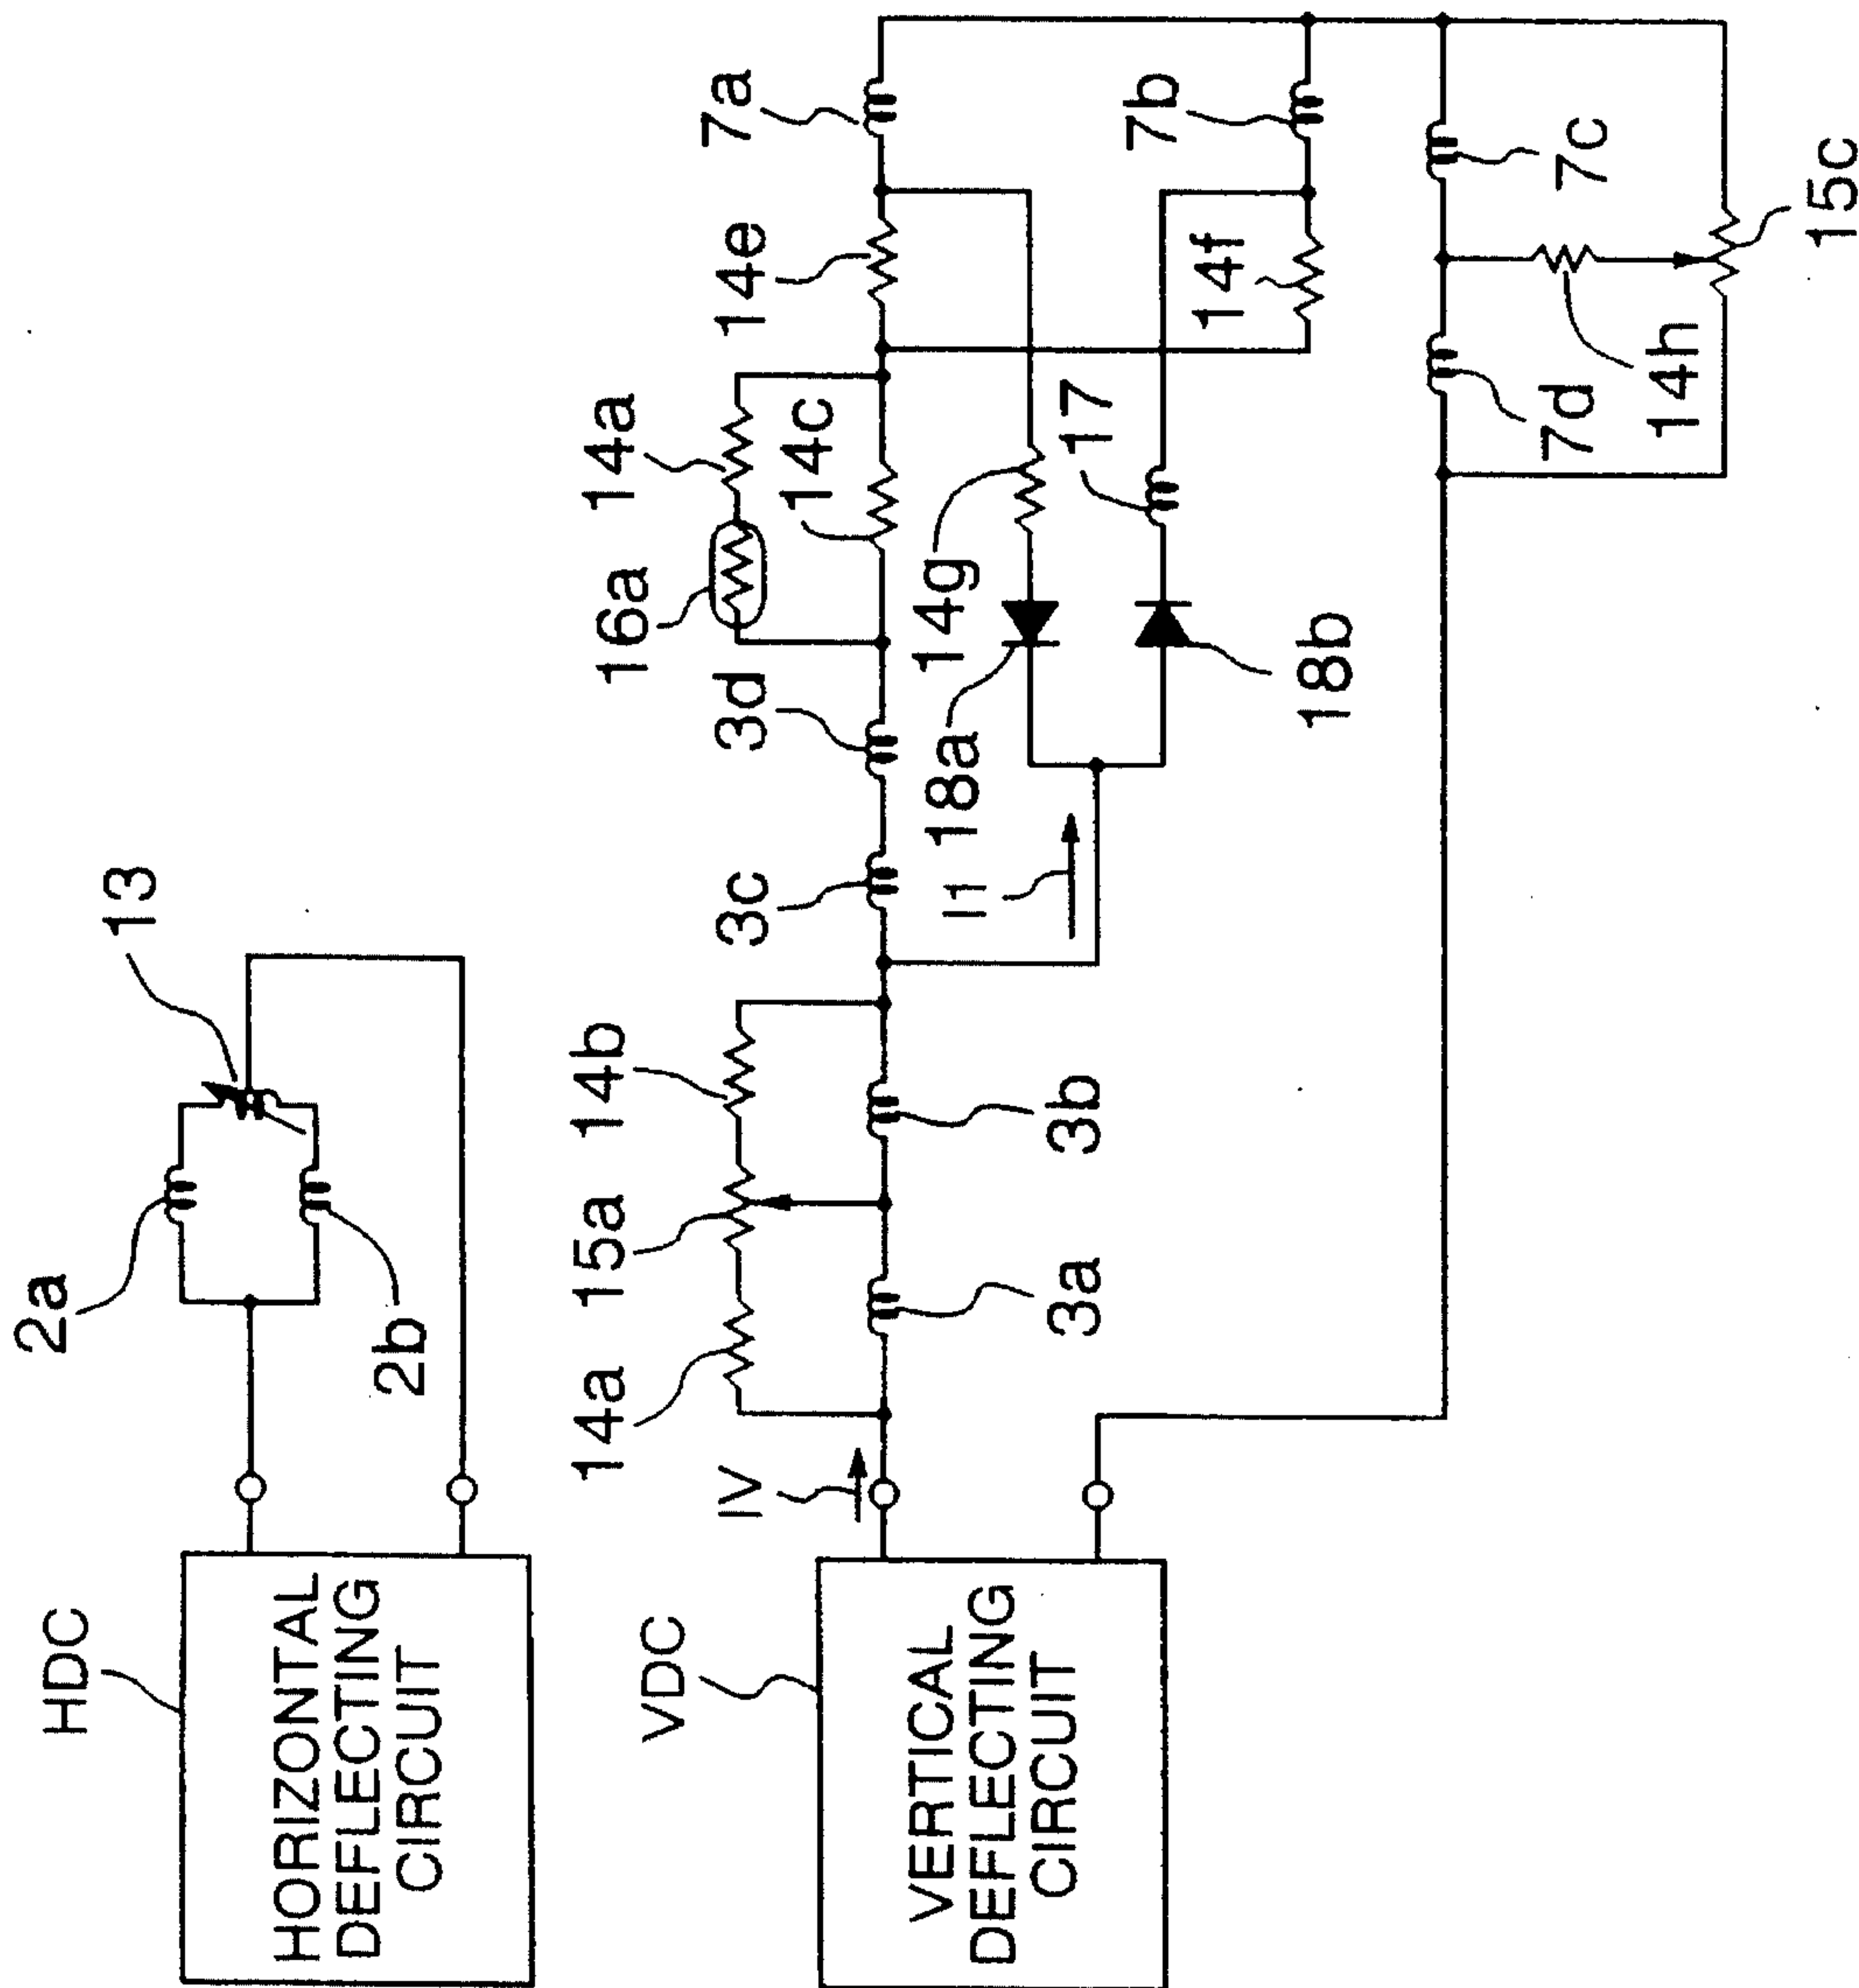 HDC
HORIZONTAL
DEFLECTING
CIRCUIT
2a
2b
13
VDC
VERTICAL
DEFLECTING
CIRCUIT
IV
14a
15a
14b
3a
3b
3c
3d
16a
14a
14c
14e
7a
I1
18a
14g
18b
17
14f
7b
7d
14h
7c
15c